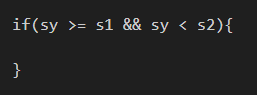 if(sy >= s1 && sy < s2){
}